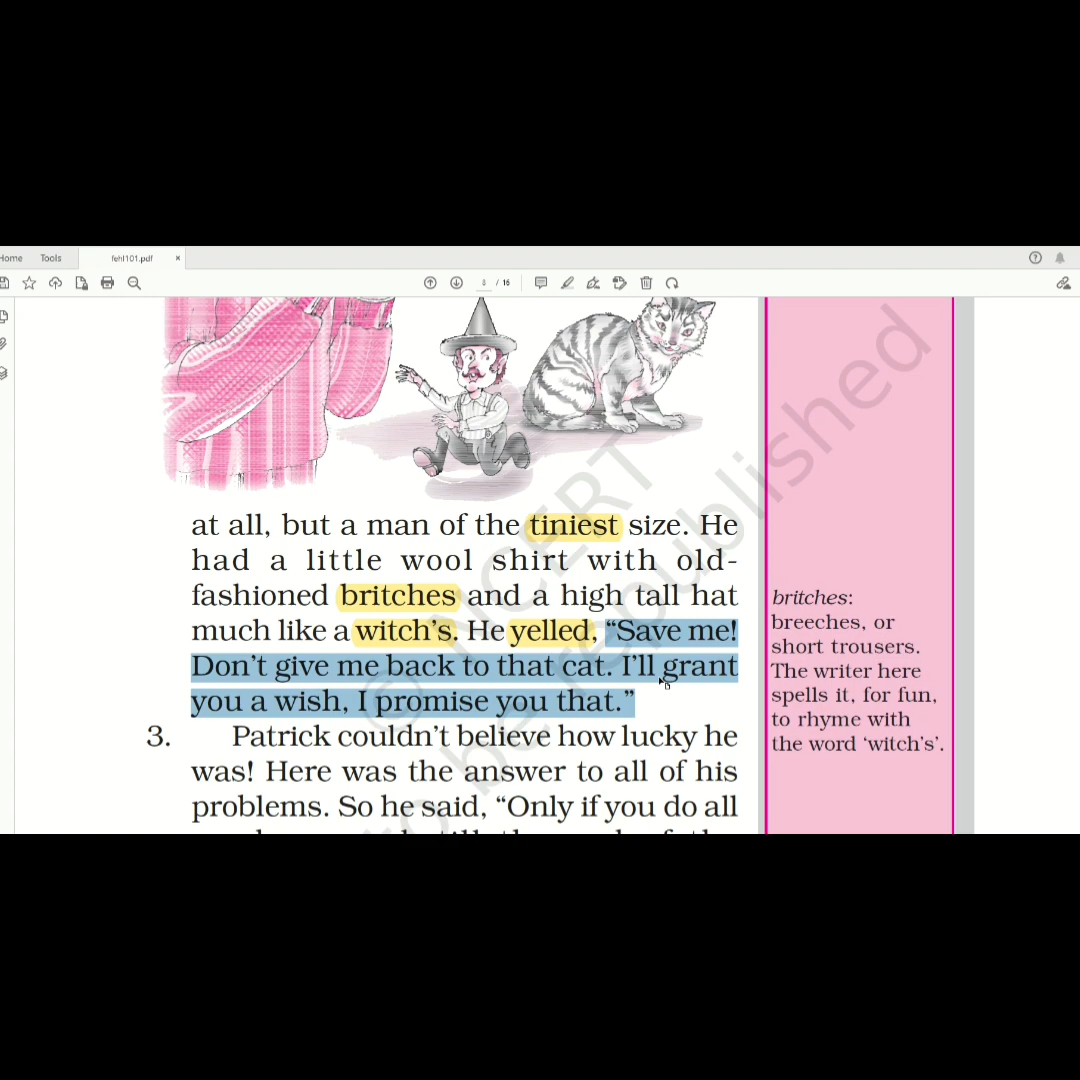 Home Tools fehl101.pdf ×
/ 16
at all, but a man of the tiniest size. He
had a little wool shirt with old-
fashioned britches and a high tall hat
much like a witch's. He yelled, “Save me!
Don't give me back to that cat. I'll grant
you a wish, I promise you that.”
3. Patrick couldn't believe how lucky he
was! Here was the answer to all of his
problems. So he said, “Only if you do all
britches:
breeches, or
short trousers.
The writer here
spells it, for fun,
to rhyme with
the word ‘witch's’.
© NCERT
to be republished